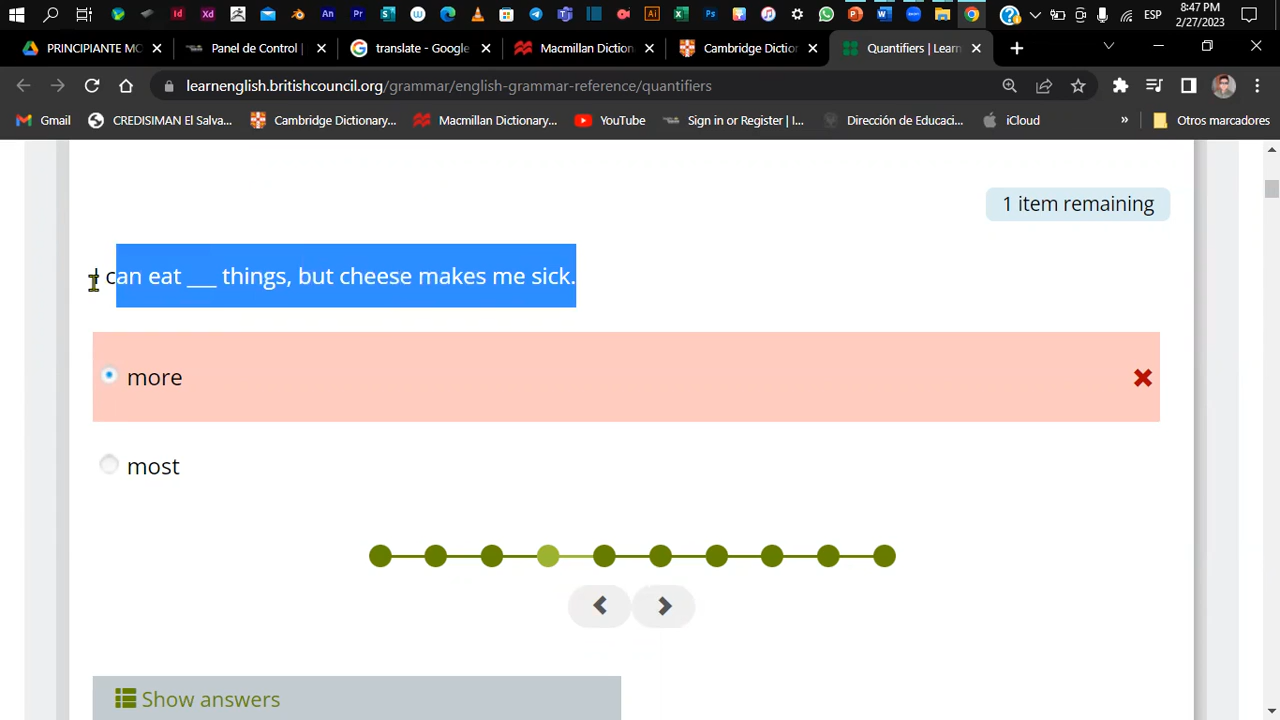 ESP
8:47 PM
2/27/2023
PRINCIPIANTE MO
Panel de Control
translate - Google
Macmillan Diction
Cambridge Dictio
Quantifiers | Learn
learnenglish.britishcouncil.org/grammar/english-grammar-reference/quantifiers
Gmail
CREDISIMAN El Salva...
Cambridge Dictionary...
Macmillan Dictionary...
YouTube
Sign in or Register | I...
Dirección de Educaci...
iCloud
»
Otros marcadores
1 item remaining
I can eat ___ things, but cheese makes me sick.
more
most
Show answers